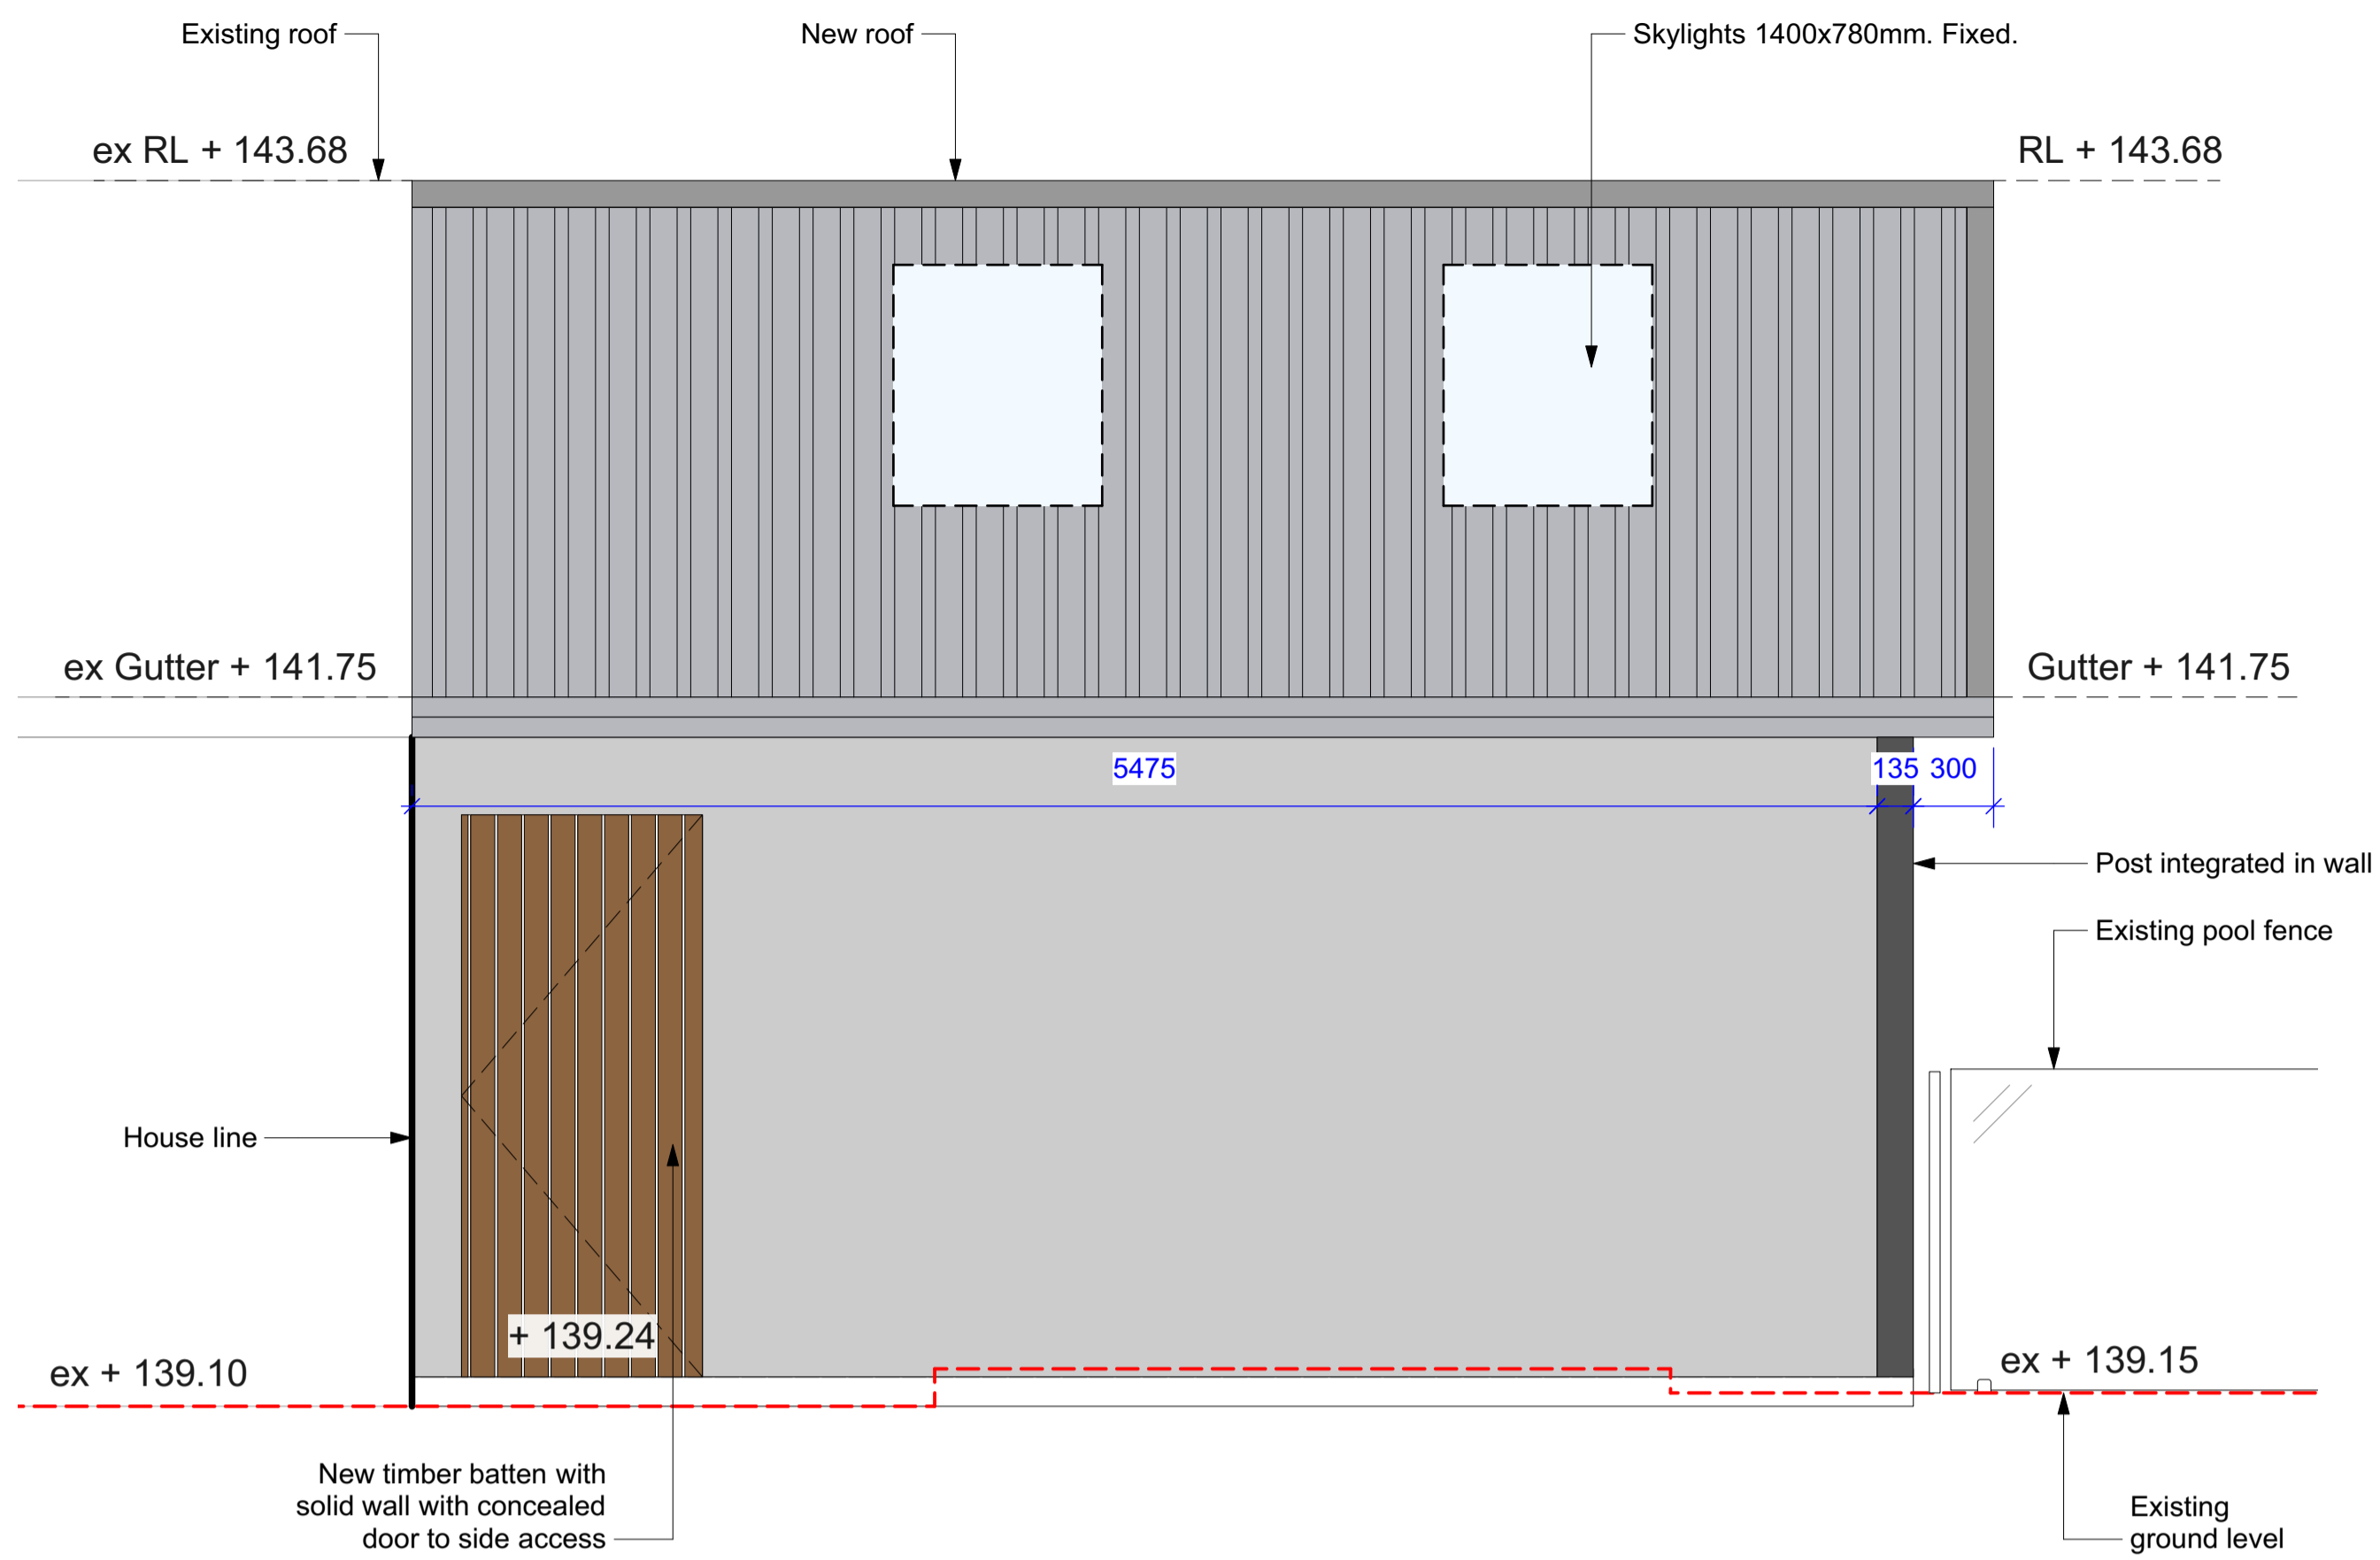 Existing roof
New roof
Skylights 1400x780mm. Fixed.
ex RL + 143.68
RL + 143.68
ex Gutter + 141.75
Gutter + 141.75
5475
135
300
Post integrated in wall
Existing pool fence
House line
+ 139.24
ex + 139.10
ex + 139.15
New timber batten with
solid wall with concealed
door to side access
Existing
ground level